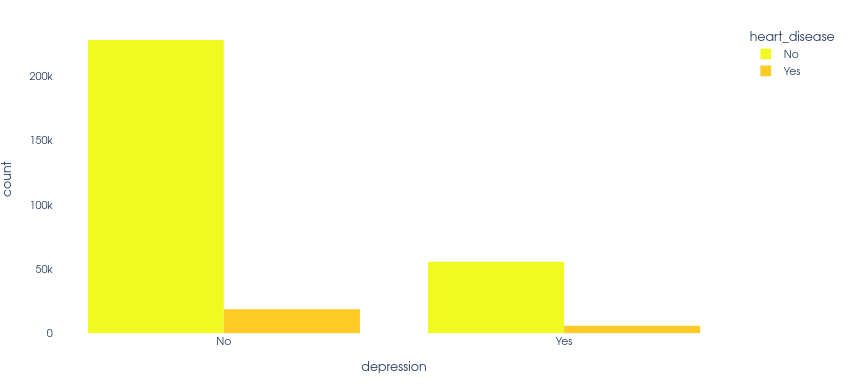 heart_disease
No
Yes
200k
150k
100k
50k
0
count
No
Yes
depression